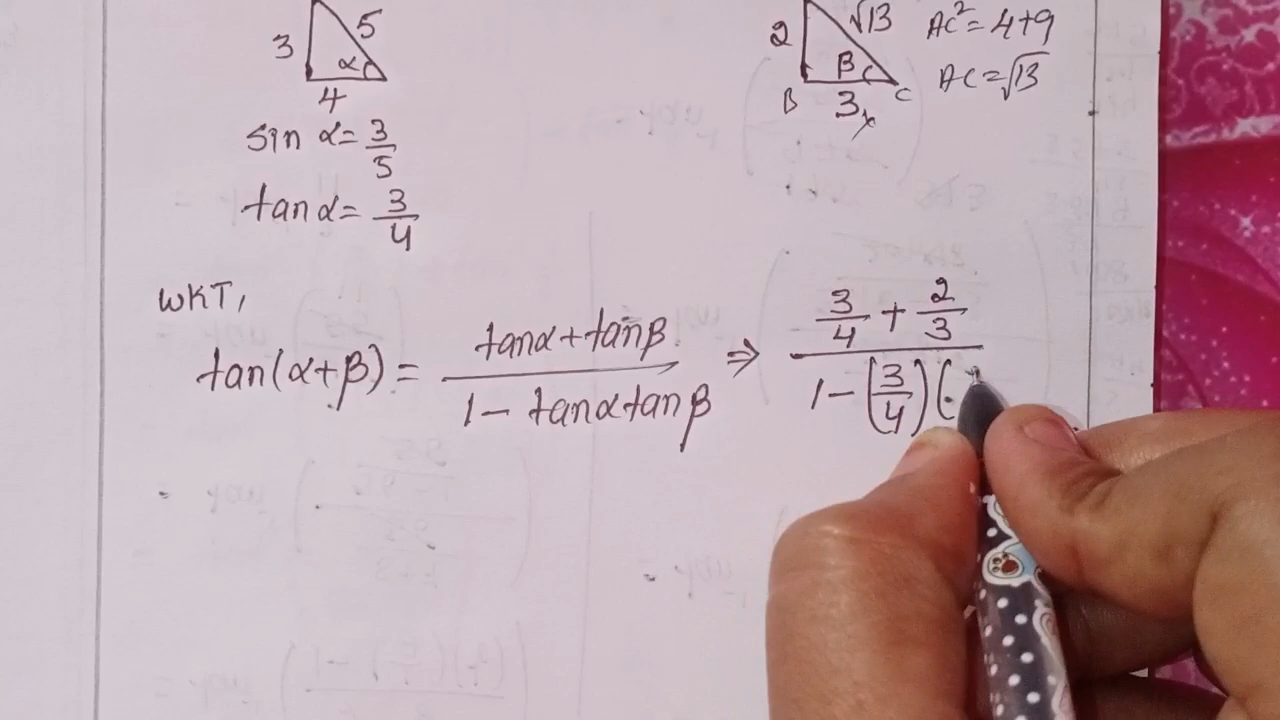 3 5 α 4
2 √13 β B 3 x C
AC² = 4+9
AC = √13
sin α = 3/5
tan α = 3/4
WKT,
tan(α+β) = tanα+tanβ / 1 - tanα tanβ ⇒ 3/4 + 2/3 / 1 - (3/4)(